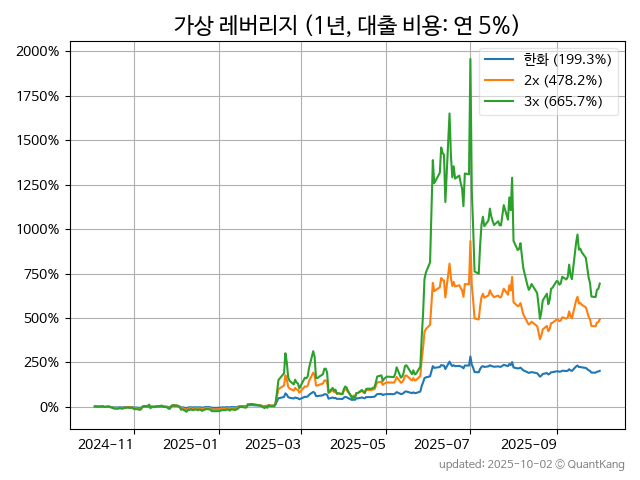 가상 레버리지 (1년, 대출 비용: 연 5%)
2000%
1750%
1500%
1250%
1000%
750%
500%
250%
0%
한화 (199.3%)
2x (478.2%)
3x (665.7%)
2024-11 2025-01 2025-03 2025-05 2025-07 2025-09
updated: 2025-10-02 © QuantKang